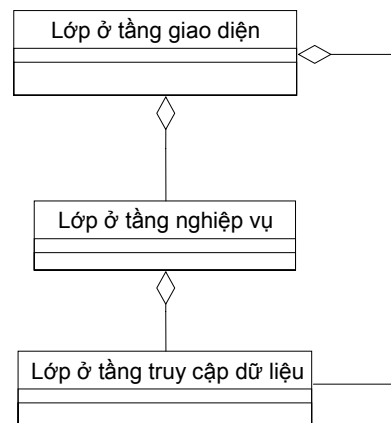 Lớp ở tầng giao diện
Lớp ở tầng nghiệp vụ
Lớp ở tầng truy cập dữ liệu